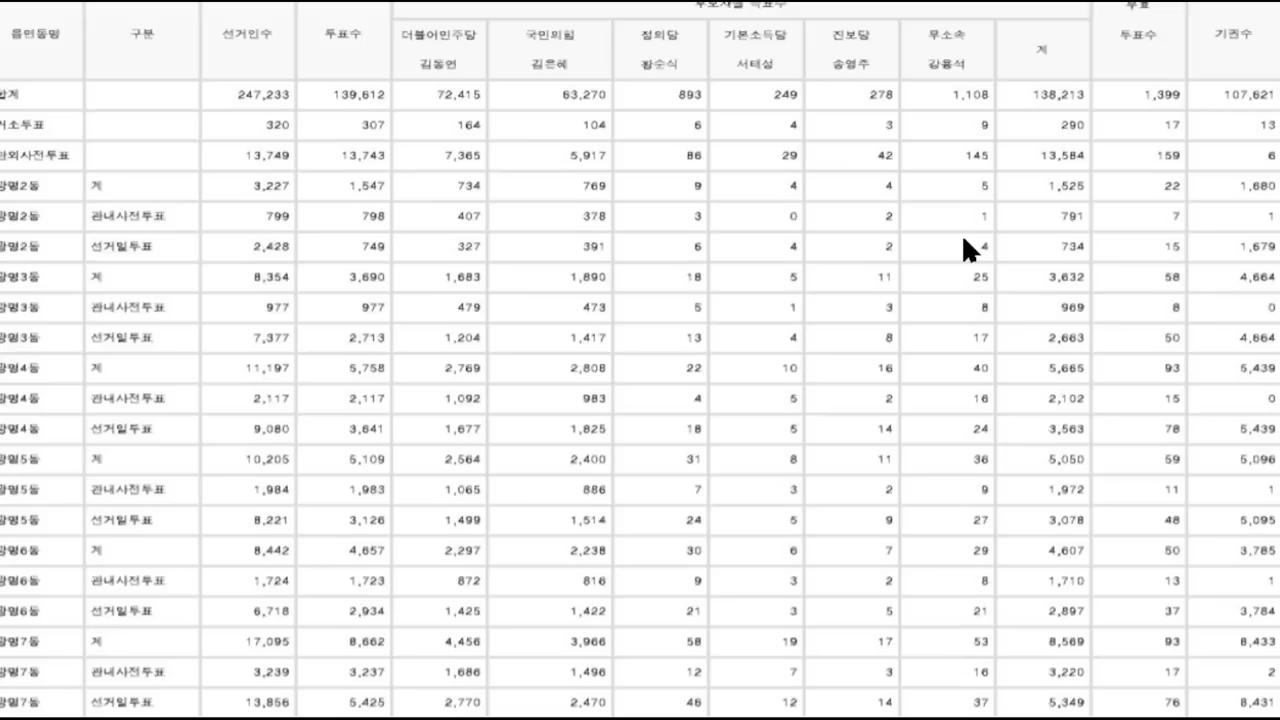 후보자별 득표수
읍면동명 구분 선거인수 투표수 더불어민주당 김동연 국민의힘 김은혜 정의당 황순식 기본소득당 서태성 진보당 송영주 무소속 강용석 계 무효 투표수 기권수
합계 247,233 139,612 72,415 63,270 893 249 278 1,108 138,213 1,399 107,621
거소투표 320 307 164 104 6 4 3 9 290 17 13
관외사전투표 13,749 13,743 7,365 5,917 86 29 42 145 13,584 159 6
광명2동 계 3,227 1,547 734 769 9 4 4 5 1,525 22 1,680
광명2동 관내사전투표 799 798 407 378 3 0 2 1 791 7 1
광명2동 선거일투표 2,428 749 327 391 6 4 2 4 734 15 1,679
광명3동 계 8,354 3,690 1,683 1,890 18 5 11 25 3,632 58 4,664
광명3동 관내사전투표 977 977 479 473 5 1 3 8 969 8 0
광명3동 선거일투표 7,377 2,713 1,204 1,417 13 4 8 17 2,663 50 4,664
광명4동 계 11,197 5,758 2,769 2,808 22 10 16 40 5,665 93 5,439
광명4동 관내사전투표 2,117 2,117 1,092 983 4 5 2 16 2,102 15 0
광명4동 선거일투표 9,080 3,641 1,677 1,825 18 5 14 24 3,563 78 5,439
광명5동 계 10,205 5,109 2,564 2,400 31 8 11 36 5,050 59 5,096
광명5동 관내사전투표 1,984 1,983 1,065 886 7 3 2 9 1,972 11 1
광명5동 선거일투표 8,221 3,126 1,499 1,514 24 5 9 27 3,078 48 5,095
광명6동 계 8,442 4,657 2,297 2,238 30 6 7 29 4,607 50 3,785
광명6동 관내사전투표 1,724 1,723 872 816 9 3 2 8 1,710 13 1
광명6동 선거일투표 6,718 2,934 1,425 1,422 21 3 5 21 2,897 37 3,784
광명7동 계 17,095 8,662 4,456 3,966 58 19 17 53 8,569 93 8,433
광명7동 관내사전투표 3,239 3,237 1,686 1,496 12 7 3 16 3,220 17 2
광명7동 선거일투표 13,856 5,425 2,770 2,470 46 12 14 37 5,349 76 8,431